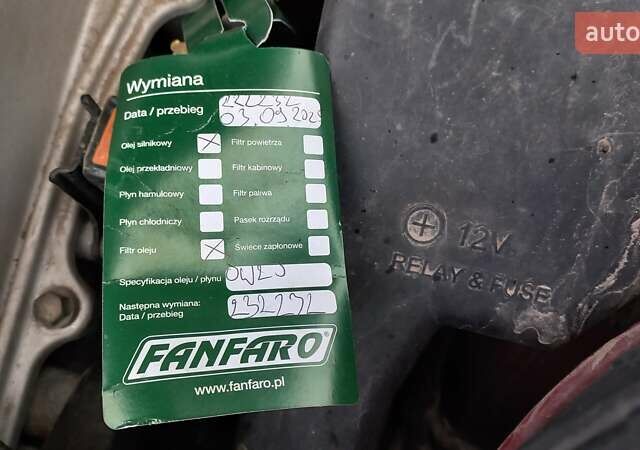 auto
Wymiana
222232
Data / przebieg 03.09.202
Olej silnikowy X Filtr powietrza
Olej przekładniowy Filtr kabinowy
Płyn hamulcowy Filtr paliwa
Płyn chłodniczy Pasek rozrządu
Filtr oleju X Świece zapłonowe
Specyfikacja oleju / płynu
Następna wymiana:
Data / przebieg 232232
FANFARO®
www.fanfaro.pl
+ 12V
RELAY & FUSE